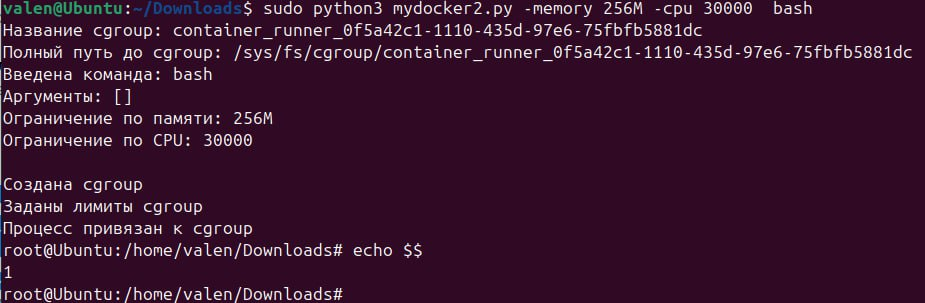 valen@Ubuntu:~/Downloads$ sudo python3 mydocker2.py -memory 256M -cpu 30000  bash
Название cgroup: container_runner_0f5a42c1-1110-435d-97e6-75fbfb5881dc
Полный путь до cgroup: /sys/fs/cgroup/container_runner_0f5a42c1-1110-435d-97e6-75fbfb5881dc
Введена команда: bash
Аргументы: []
Ограничение по памяти: 256M
Ограничение по CPU: 30000
Создана cgroup
Заданы лимиты cgroup
Процесс привязан к cgroup
root@Ubuntu:/home/valen/Downloads# echo $$
1
root@Ubuntu:/home/valen/Downloads#